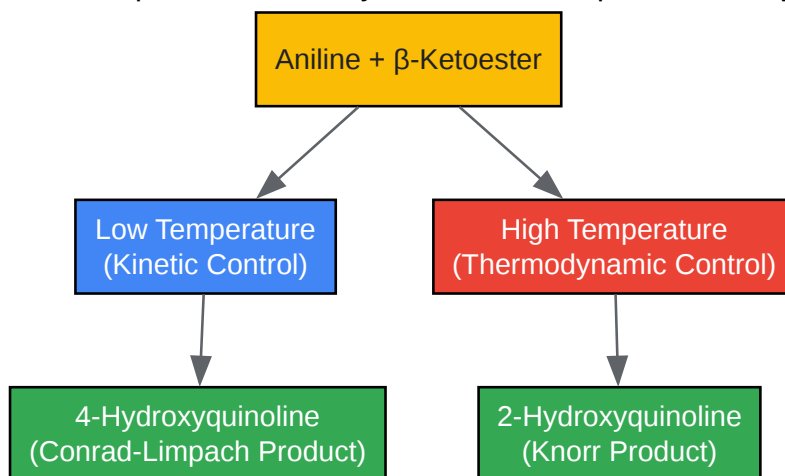 Aniline + β-Ketoester
Low Temperature
(Kinetic Control)
High Temperature
(Thermodynamic Control)
4-Hydroxyquinoline
(Conrad-Limpach Product)
2-Hydroxyquinoline
(Knorr Product)